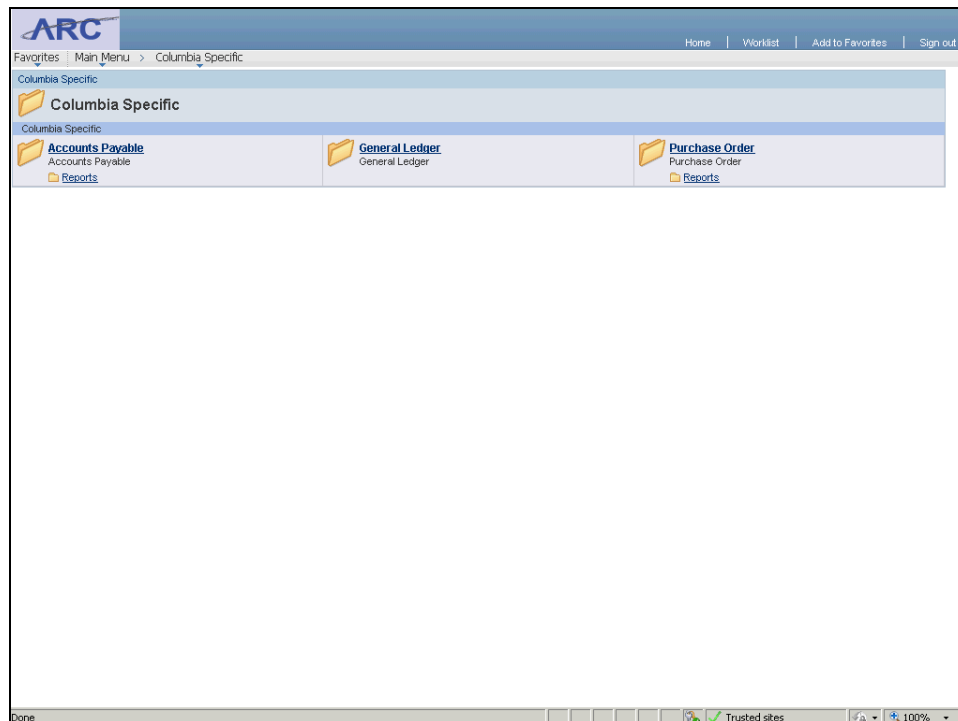 ARC
Home | Worklist | Add to Favorites | Sign out
Favorites Main Menu > Columbia Specific
Columbia Specific
Columbia Specific
Columbia Specific
Accounts Payable General Ledger Purchase Order
Accounts Payable General Ledger Purchase Order
Reports Reports
Done Trusted sites 100%